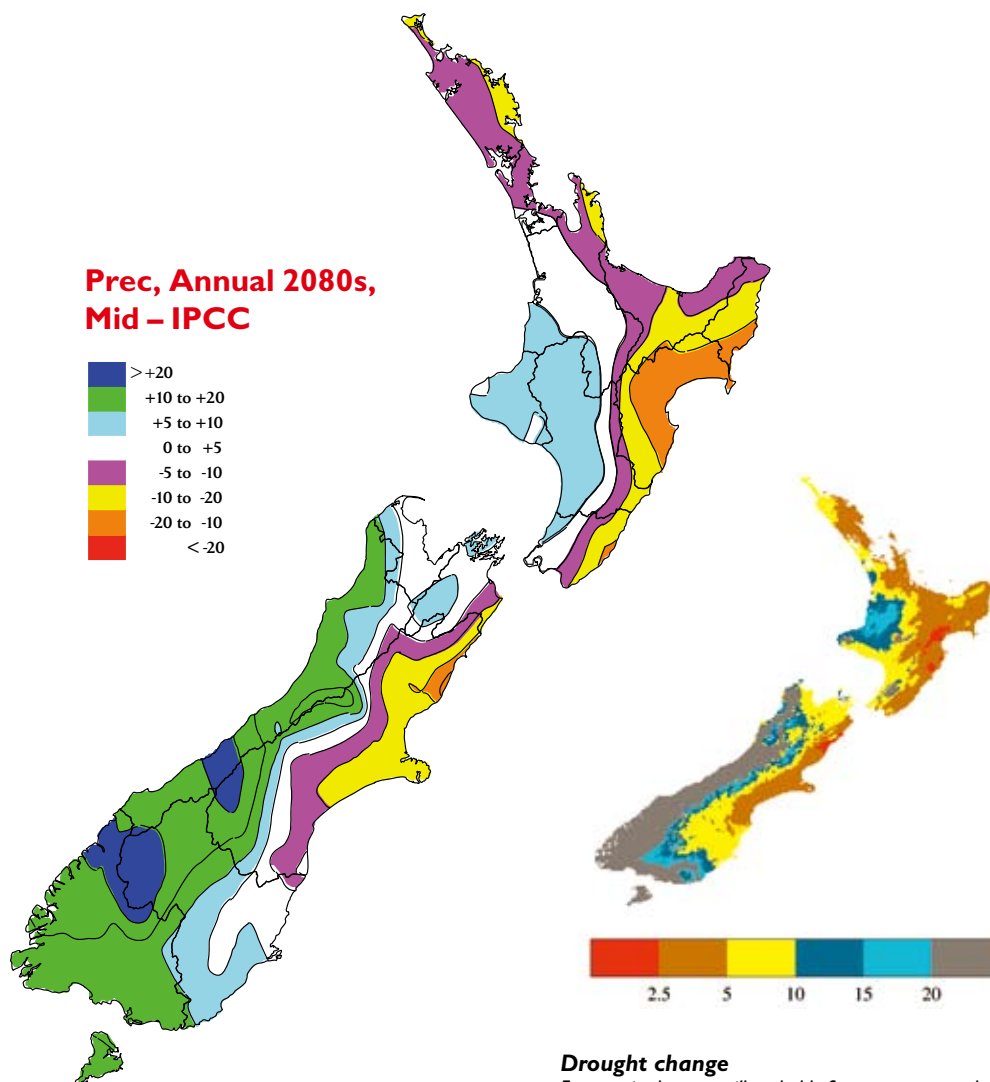 Prec, Annual 2080s,
Mid – IPCC
>+20
+10 to +20
+5 to +10
0 to +5
-5 to -10
-10 to -20
-20 to -10
< -20
2.5 5 10 15 20
Drought change